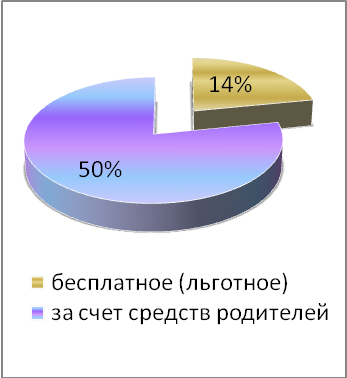 14%
50%
бесплатное (льготное)
за счет средств родителей